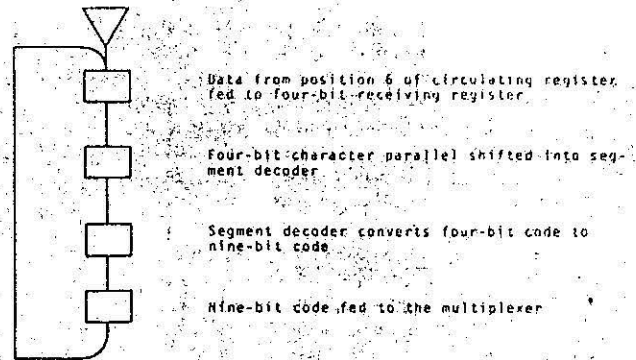 Data from position 6 of circulating register
fed to four-bit receiving register
Four-bit character parallel shifted into seg-
ment decoder
Segment decoder converts four-bit code to
nine-bit code
Nine-bit code fed to the multiplexer